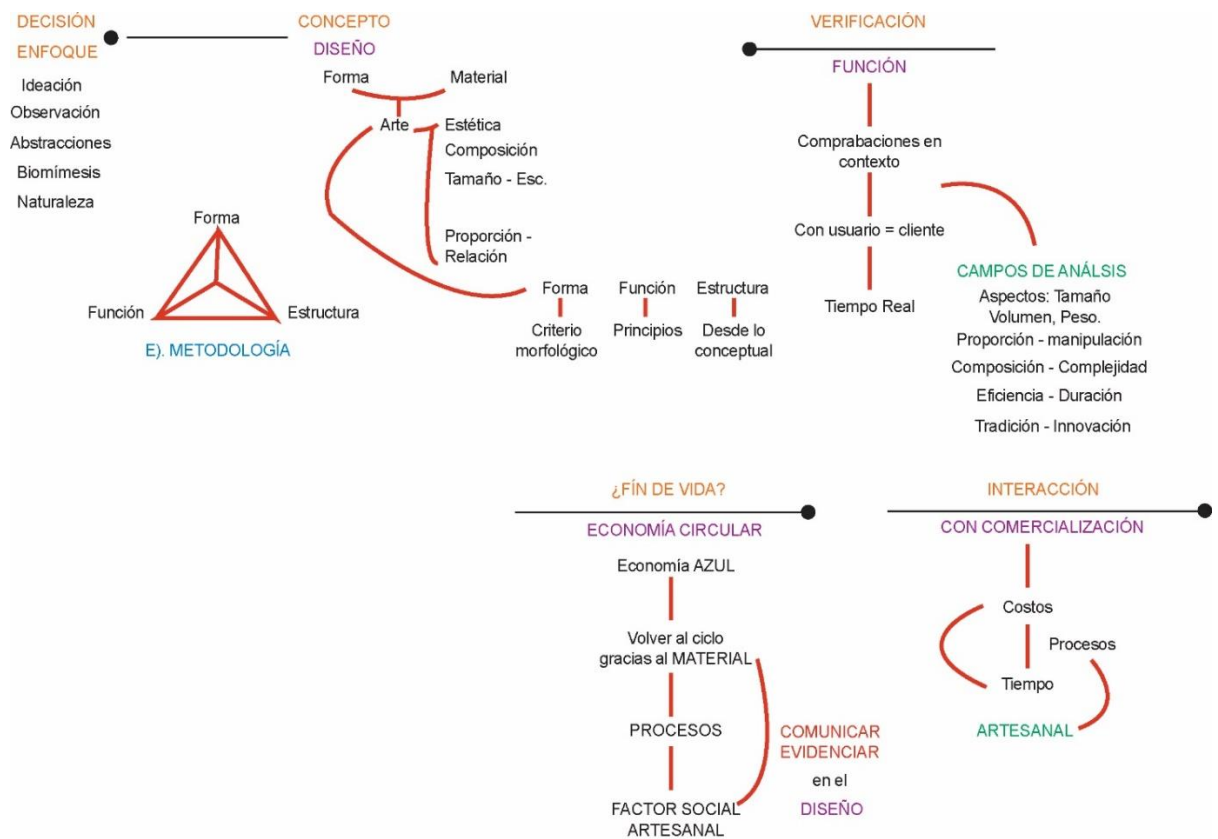 DECISIÓN
ENFOQUE
Ideación
Observación
Abstracciones
Biomímesis
Naturaleza
Forma
Función
Estructura
E). METODOLOGÍA
CONCEPTO
DISEÑO
Forma
Material
Arte
Estética
Composición
Tamaño - Esc.
Proporción -
Relación
Forma
Función
Estructura
Criterio
morfológico
Principios
Desde lo
conceptual
VERIFICACIÓN
FUNCIÓN
Comprabaciones en
contexto
Con usuario = cliente
Tiempo Real
CAMPOS DE ANÁLSIS
Aspectos: Tamaño
Volumen, Peso.
Proporción - manipulación
Composición - Complejidad
Eficiencia - Duración
Tradición - Innovación
¿FÍN DE VIDA?
ECONOMÍA CIRCULAR
Economía AZUL
Volver al ciclo
gracias al MATERIAL
PROCESOS
FACTOR SOCIAL
ARTESANAL
COMUNICAR
EVIDENCIAR
en el
DISEÑO
INTERACCIÓN
CON COMERCIALIZACIÓN
Costos
Procesos
Tiempo
ARTESANAL